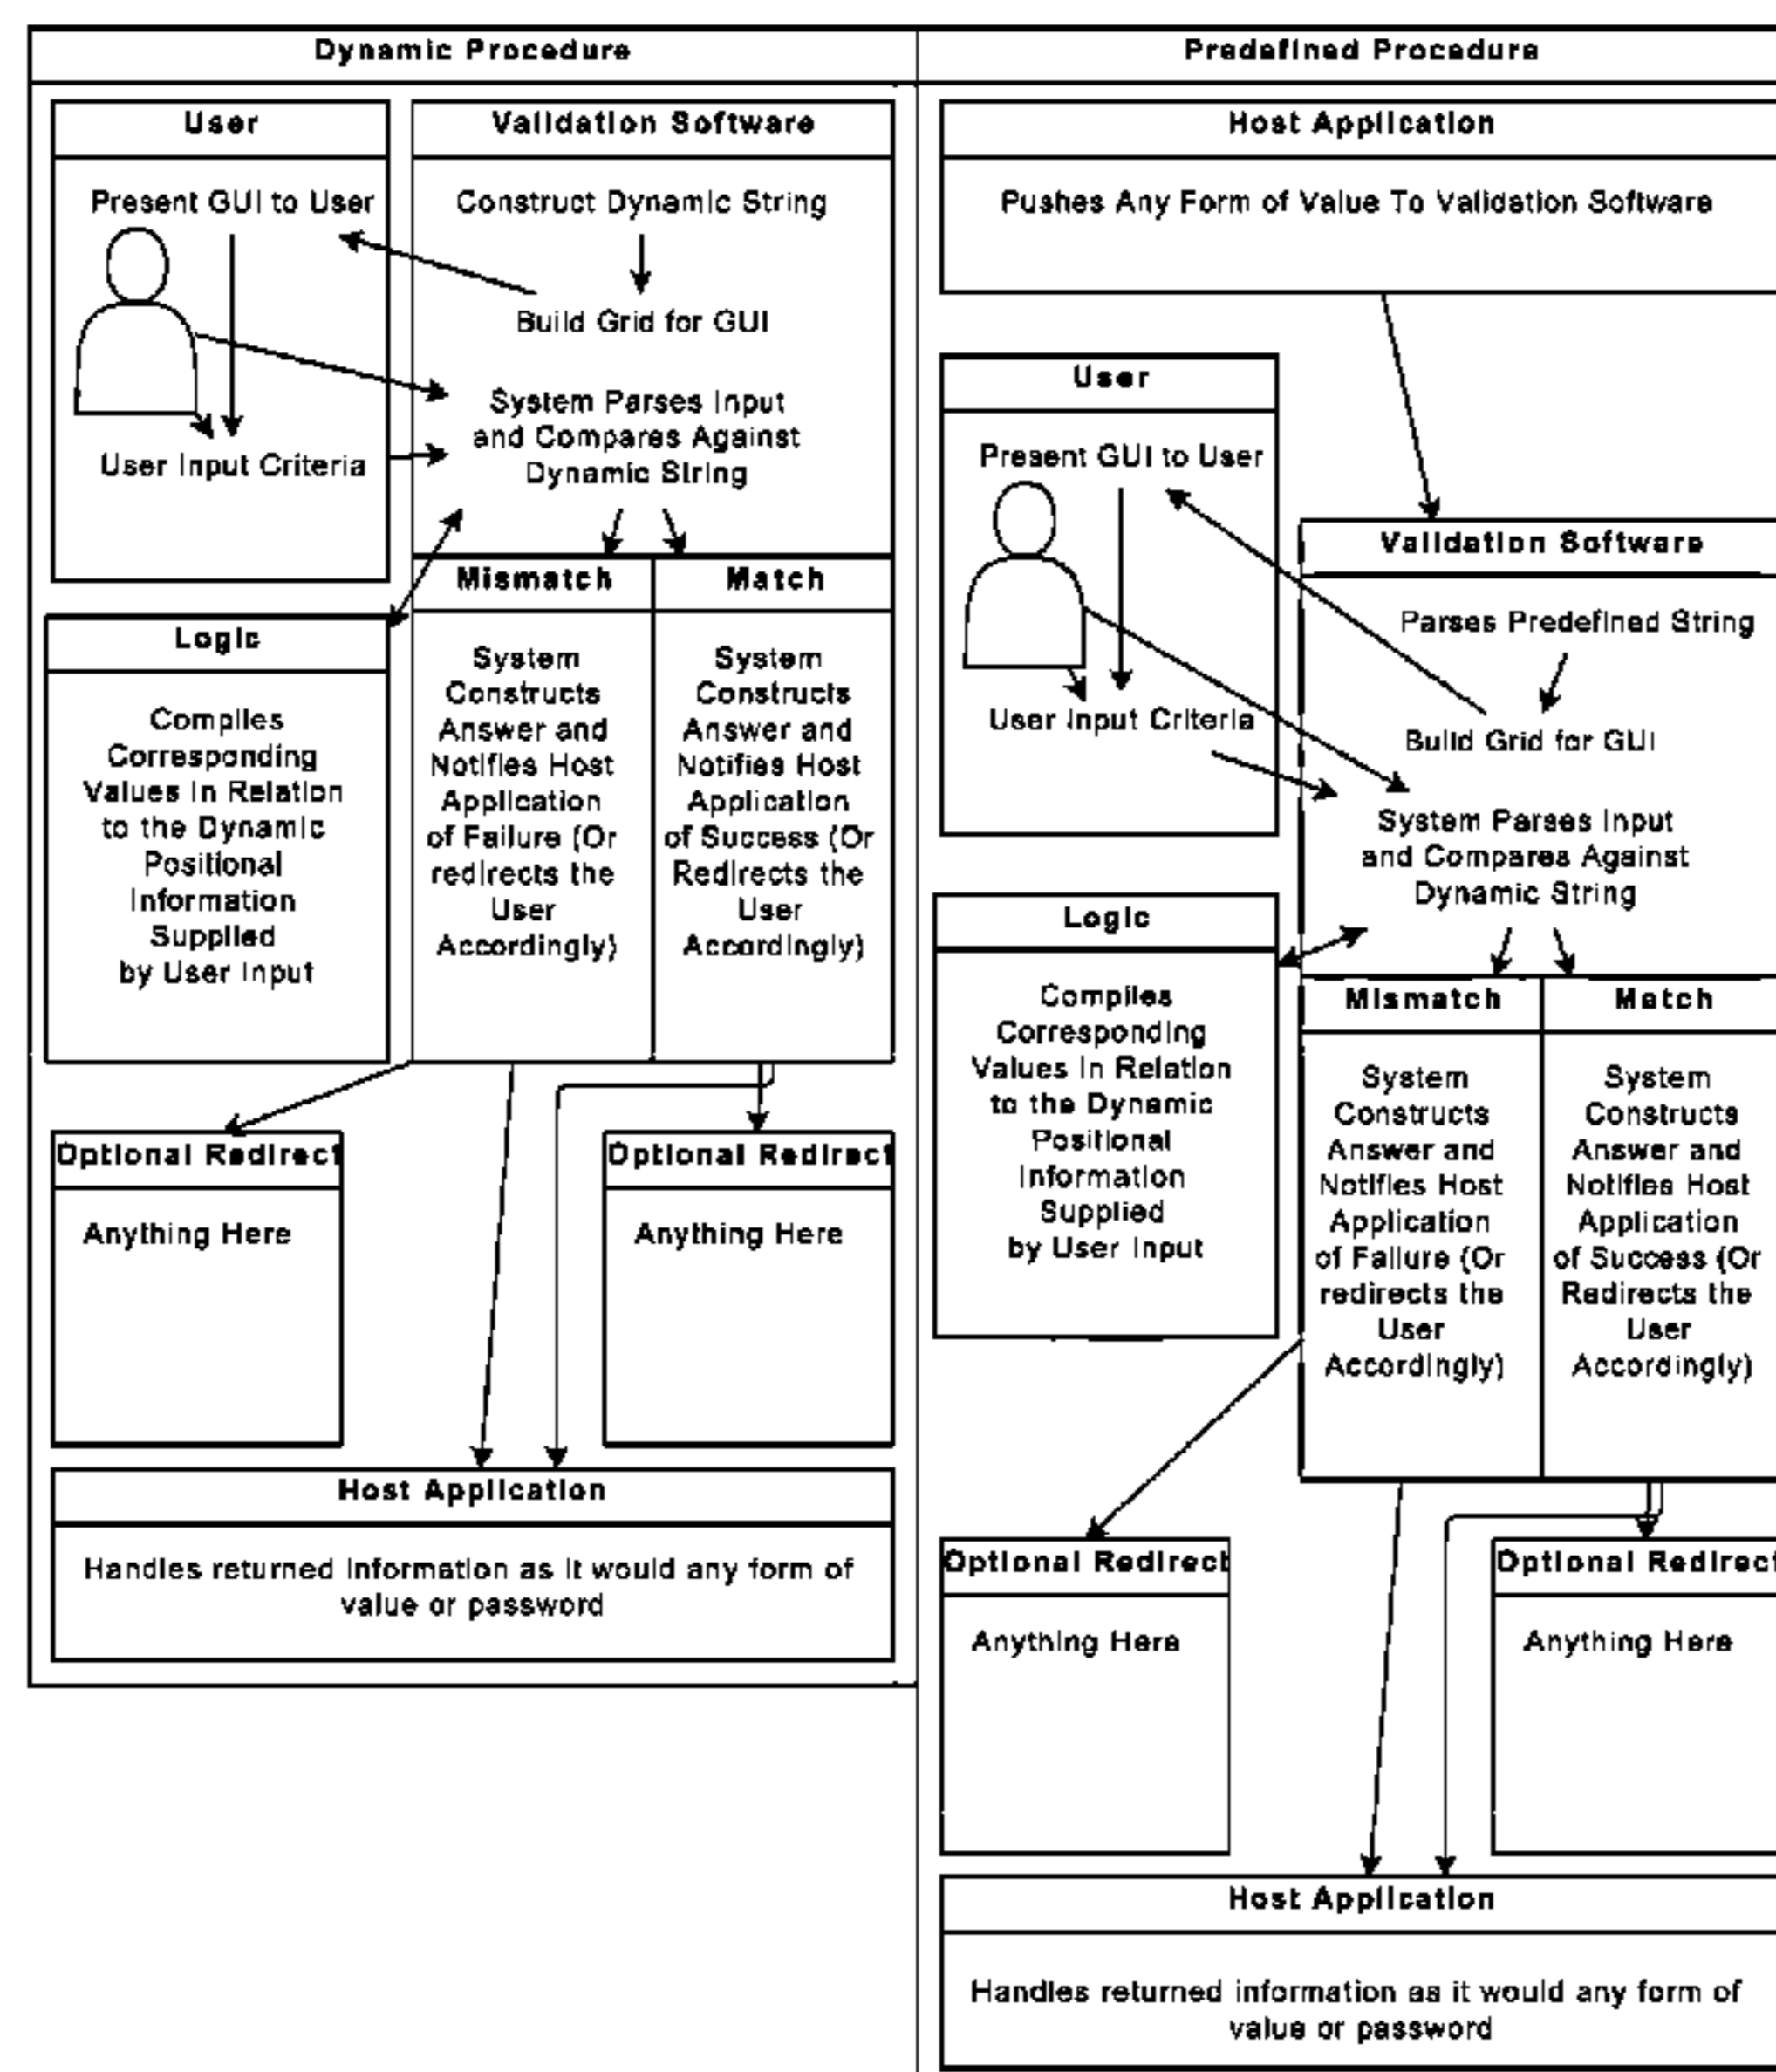 Dynamic Procedure
User
Present GUI to User
User Input Criteria
Validation Software
Construct Dynamic String
Build Grid for GUI
System Parses Input
and Compares Against
Dynamic String
Logic
Compiles
Corresponding
Values In Relation
to the Dynamic
Positional
Information
Supplied
by User Input
Mismatch
System
Constructs
Answer and
Notifies Host
Application
of Failure (Or
redirects the
User
Accordingly)
Match
System
Constructs
Answer and
Notifies Host
Application
of Success (Or
Redirects the
User
Accordingly)
Optional Redirect
Anything Here
Optional Redirect
Anything Here
Host Application
Handles returned Information as it would any form of
value or password
Predefined Procedure
Host Application
Pushes Any Form of Value To Validation Software
User
Present GUI to User
User Input Criteria
Validation Software
Parses Predefined String
Build Grid for GUI
System Parses Input
and Compares Against
Dynamic String
Logic
Compiles
Corresponding
Values In Relation
to the Dynamic
Positional
Information
Supplied
by User Input
Mismatch
System
Constructs
Answer and
Notifies Host
Application
of Failure (Or
redirects the
User
Accordingly)
Match
System
Constructs
Answer and
Notifies Host
Application
of Success (Or
Redirects the
User
Accordingly)
Optional Redirect
Anything Here
Optional Redirect
Anything Here
Host Application
Handles returned information as it would any form of
value or password